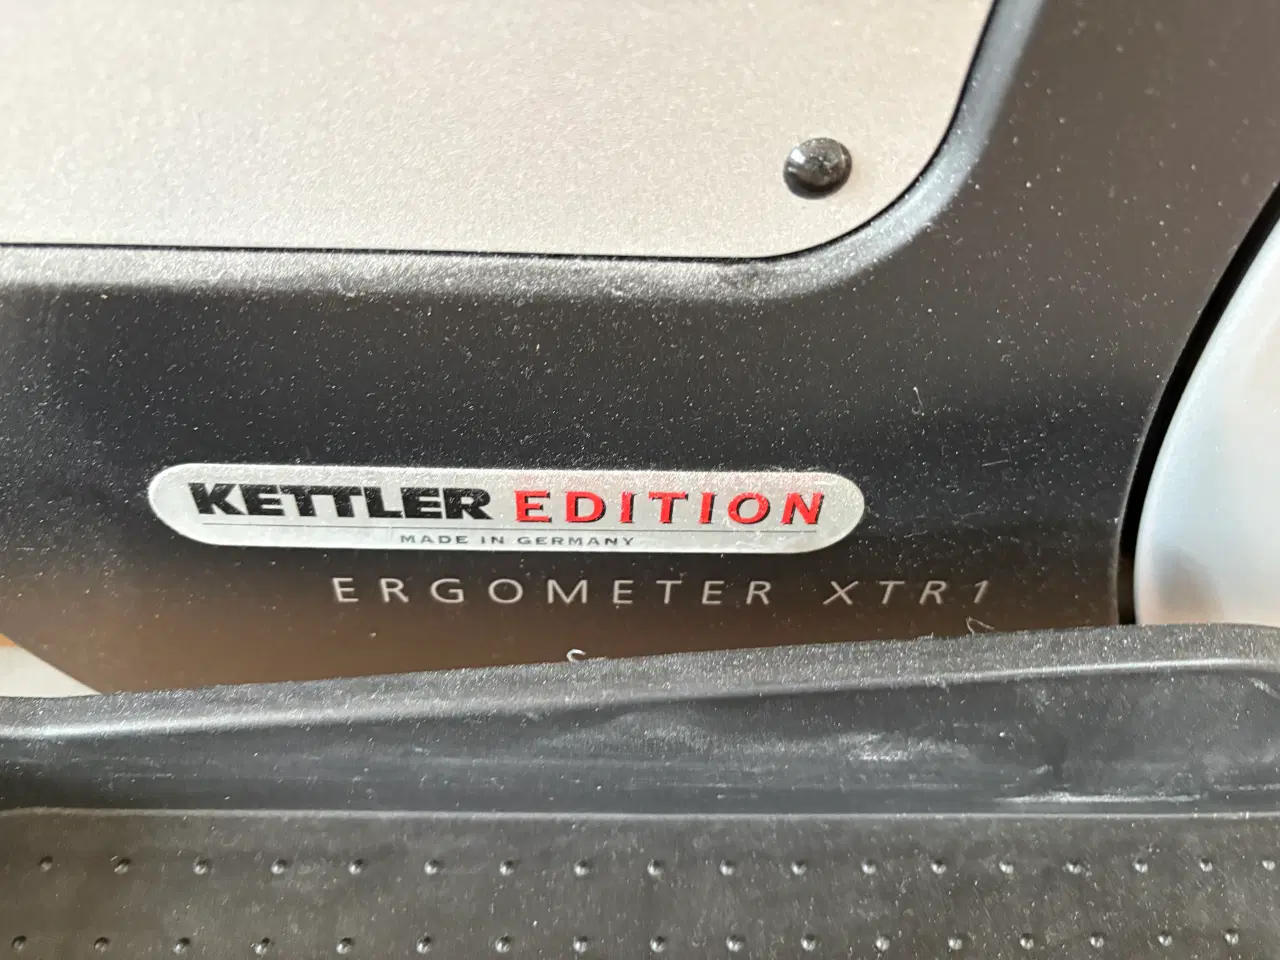 KETTLER EDITION
MADE IN GERMANY
ERGOMETER XTR1